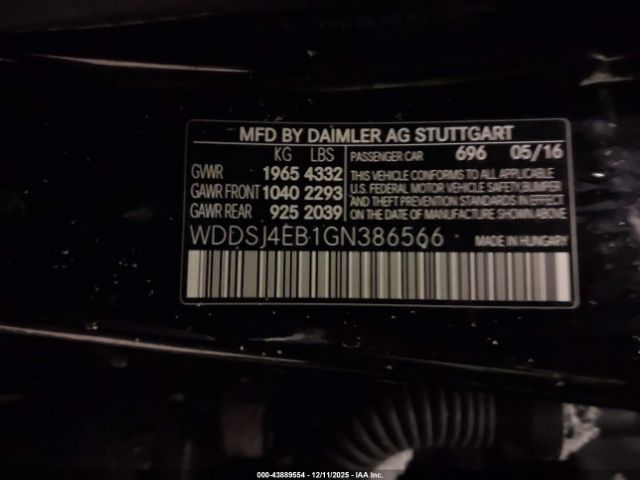 MFD BY DAIMLER AG STUTTGART
KG LBS
GVWR 1965 4332
GAWR FRONT 1040 2293
GAWR REAR 925 2039
PASSENGER CAR 696 05/16
THIS VEHICLE CONFORMS TO ALL APPLICABLE
U.S. FEDERAL MOTOR VEHICLE SAFETY, BUMPER
AND THEFT PREVENTION STANDARDS IN EFFECT
ON THE DATE OF MANUFACTURE SHOWN ABOVE.
WDDSJ4EB1GN386566 MADE IN HUNGARY
000-43889554 - 12/11/2025 - IAA Inc.